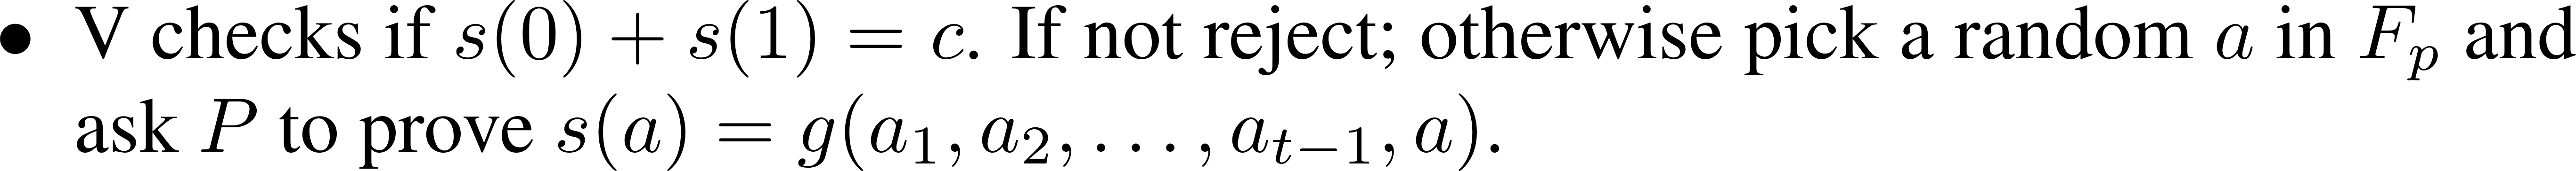 • V checks if $s(0) + s(1) = c$. If not reject; otherwise pick a random $a$ in $F_p$ and
ask $P$ to prove $s(a) = g(a_1, a_2, \ldots, a_{t-1}, a)$.